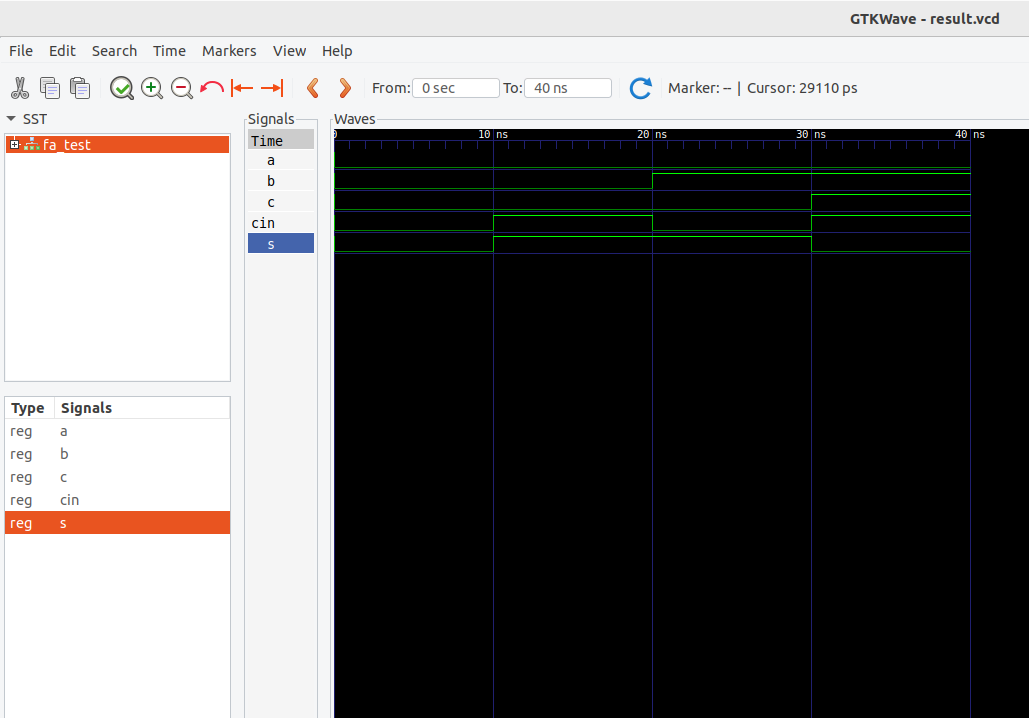 GTKWave - result.vcd
File Edit Search Time Markers View Help
From: 0 sec To: 40 ns Marker: -- | Cursor: 29110 ps
SST
fa_test
Type Signals
reg a
reg b
reg c
reg cin
reg s
Signals
Time
a
b
c
cin
s
Waves
0 10 ns 20 ns 30 ns 40 ns